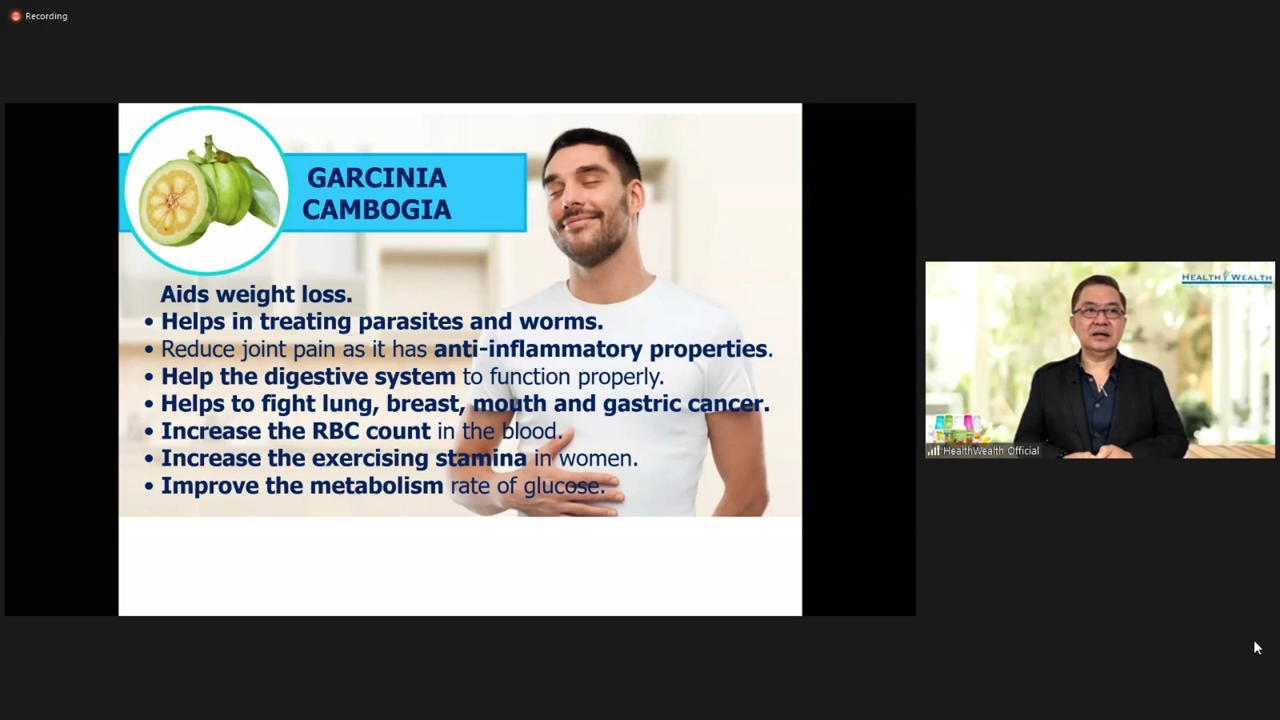 Recording
GARCINIA
CAMBOGIA
Aids weight loss.
• Helps in treating parasites and worms.
• Reduce joint pain as it has anti-inflammatory properties.
• Help the digestive system to function properly.
• Helps to fight lung, breast, mouth and gastric cancer.
• Increase the RBC count in the blood.
• Increase the exercising stamina in women.
• Improve the metabolism rate of glucose.
HEALTH WEALTH
HealthWealth Official